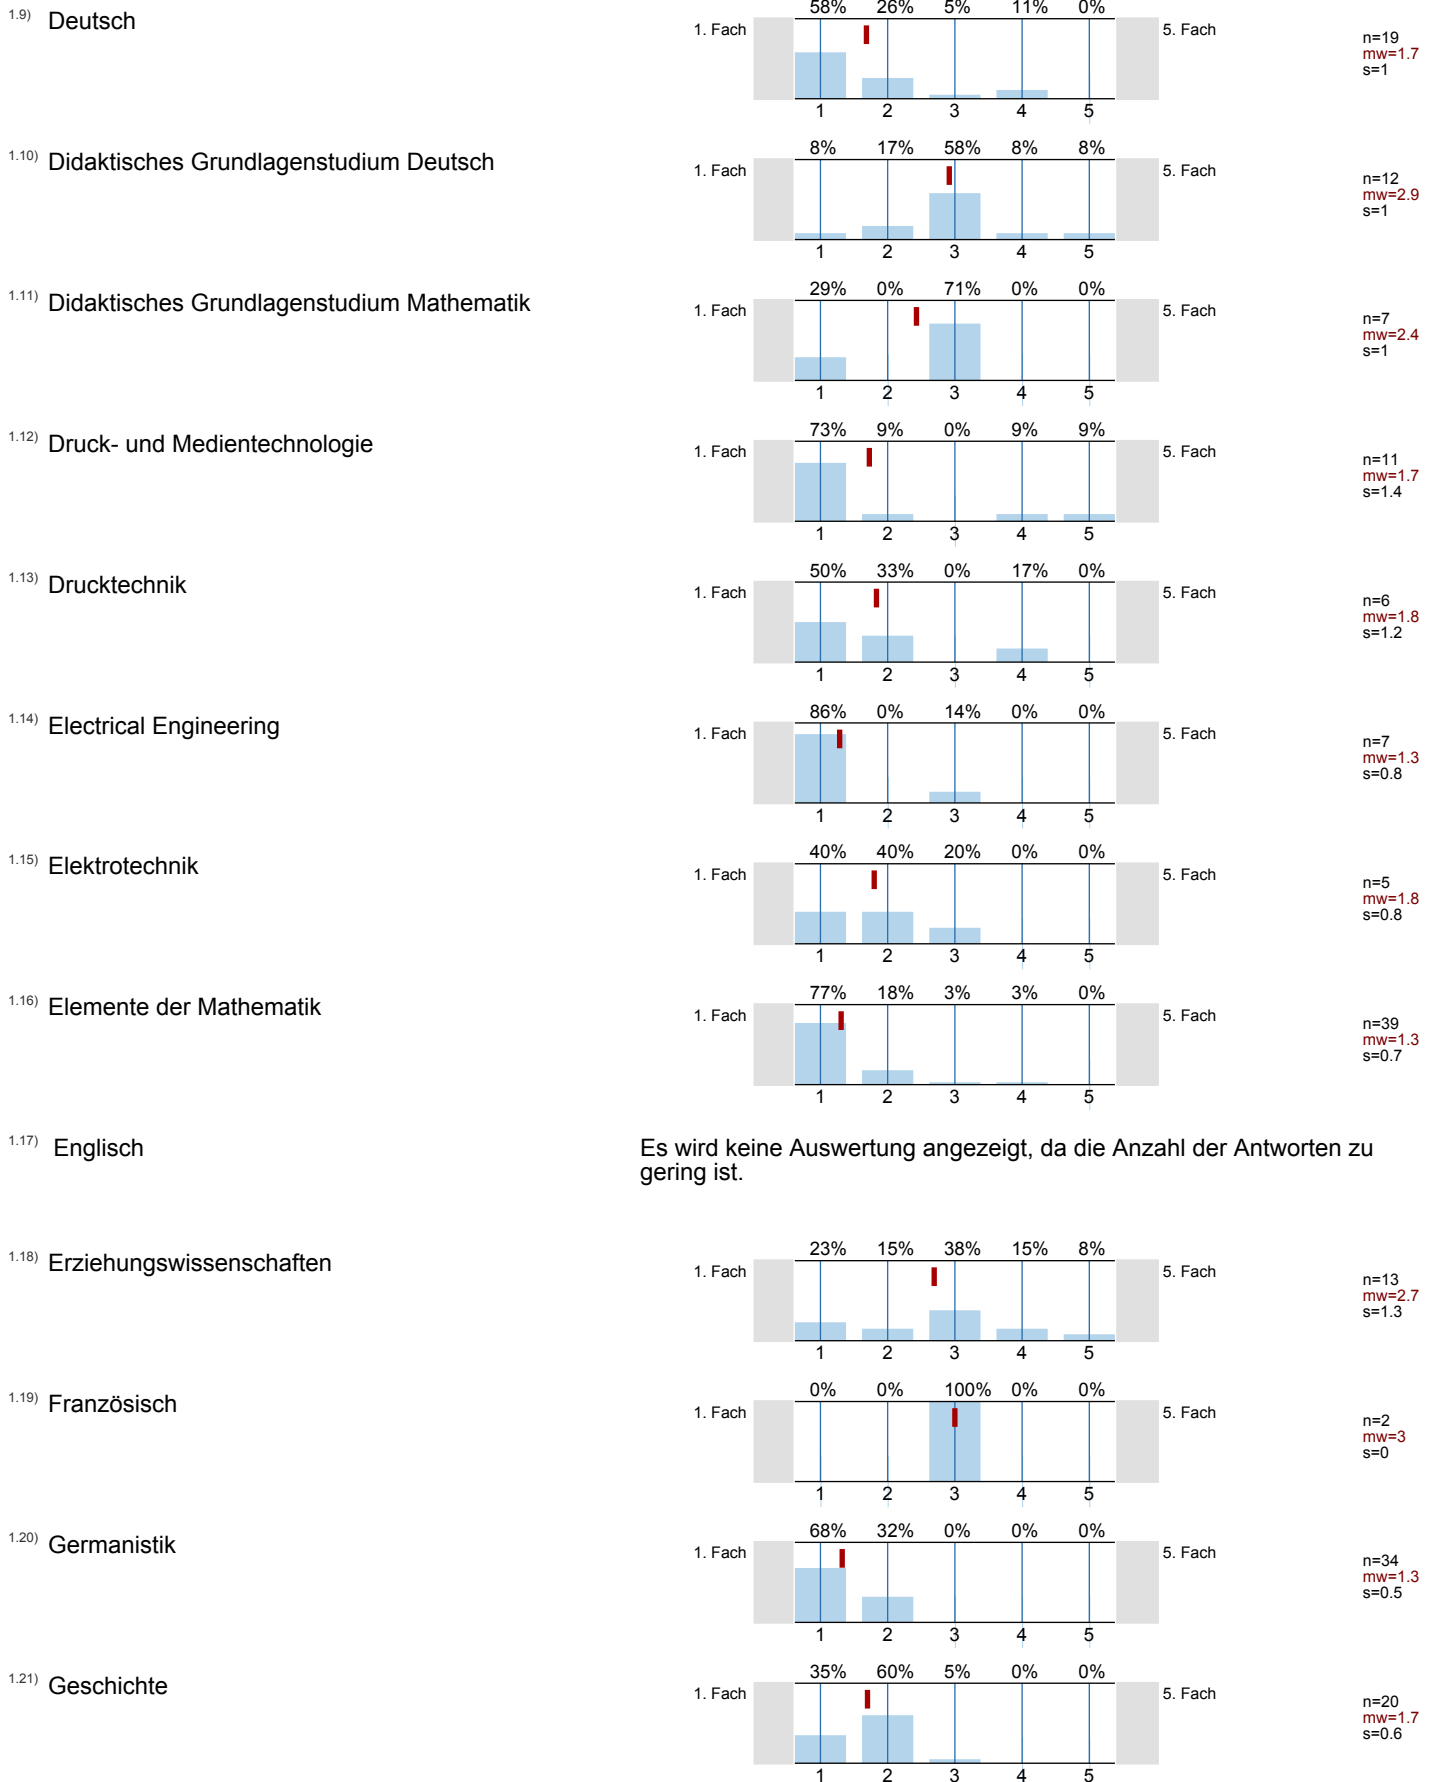 1.9) Deutsch
58% 26% 5% 11% 0%
1. Fach 5. Fach
n=19
mw=1.7
s=1
1 2 3 4 5
1.10) Didaktisches Grundlagenstudium Deutsch
8% 17% 58% 8% 8%
1. Fach 5. Fach
n=12
mw=2.9
s=1
1 2 3 4 5
1.11) Didaktisches Grundlagenstudium Mathematik
29% 0% 71% 0% 0%
1. Fach 5. Fach
n=7
mw=2.4
s=1
1 2 3 4 5
1.12) Druck- und Medientechnologie
73% 9% 0% 9% 9%
1. Fach 5. Fach
n=11
mw=1.7
s=1.4
1 2 3 4 5
1.13) Drucktechnik
50% 33% 0% 17% 0%
1. Fach 5. Fach
n=6
mw=1.8
s=1.2
1 2 3 4 5
1.14) Electrical Engineering
86% 0% 14% 0% 0%
1. Fach 5. Fach
n=7
mw=1.3
s=0.8
1 2 3 4 5
1.15) Elektrotechnik
40% 40% 20% 0% 0%
1. Fach 5. Fach
n=5
mw=1.8
s=0.8
1 2 3 4 5
1.16) Elemente der Mathematik
77% 18% 3% 3% 0%
1. Fach 5. Fach
n=39
mw=1.3
s=0.7
1 2 3 4 5
1.17) Englisch
Es wird keine Auswertung angezeigt, da die Anzahl der Antworten zu
gering ist.
1.18) Erziehungswissenschaften
23% 15% 38% 15% 8%
1. Fach 5. Fach
n=13
mw=2.7
s=1.3
1 2 3 4 5
1.19) Französisch
0% 0% 100% 0% 0%
1. Fach 5. Fach
n=2
mw=3
s=0
1 2 3 4 5
1.20) Germanistik
68% 32% 0% 0% 0%
1. Fach 5. Fach
n=34
mw=1.3
s=0.5
1 2 3 4 5
1.21) Geschichte
35% 60% 5% 0% 0%
1. Fach 5. Fach
n=20
mw=1.7
s=0.6
1 2 3 4 5